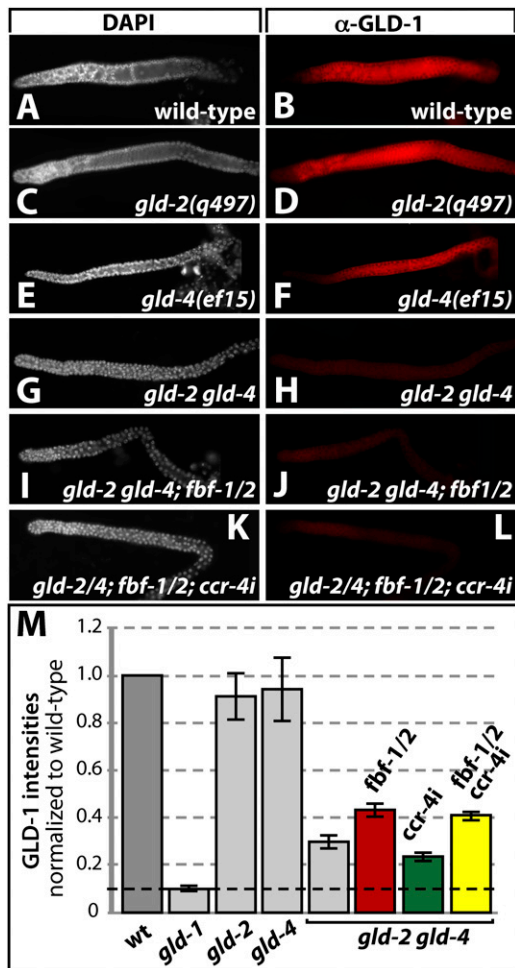 DAPI
α-GLD-1
A
wild-type
B
wild-type
C
gld-2(q497)
D
gld-2(q497)
E
gld-4(ef15)
F
gld-4(ef15)
G
gld-2 gld-4
H
gld-2 gld-4
I
gld-2 gld-4; fbf-1/2
J
gld-2 gld-4; fbf1/2
K
gld-2/4; fbf-1/2; ccr-4i
L
gld-2/4; fbf-1/2; ccr-4i
M
GLD-1 intensities
normalized to wild-type
1.2
1.0
0.8
0.6
0.4
0.2
0
fbf-1/2
ccr-4i
fbf-1/2
ccr-4i
wt
gld-1
gld-2
gld-4
gld-2 gld-4